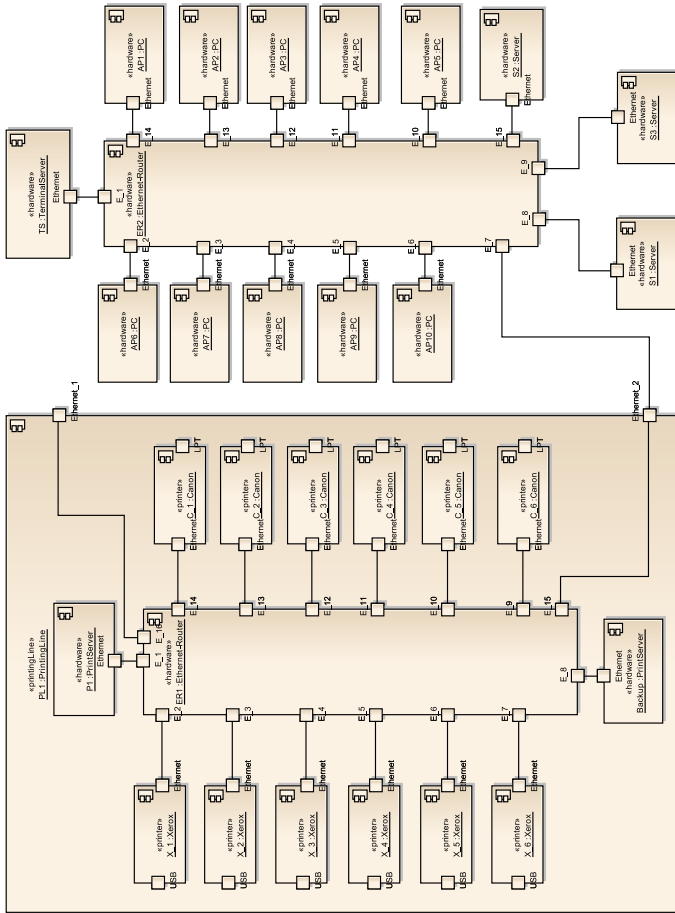 «hardware»
AP1 :PC
Ethernet
«hardware»
AP2 :PC
Ethernet
«hardware»
AP3 :PC
Ethernet
«hardware»
AP4 :PC
Ethernet
«hardware»
AP5 :PC
Ethernet
«hardware»
S2 :Server
Ethernet
«hardware»
TS :TerminalServer
Ethernet
E_1
«hardware»
ER2 :Ethernet-Router
E_14
E_13
E_12
E_11
E_10
E_15
E_9
E_8
E_2
E_3
E_4
E_5
E_6
E_7
Ethernet
«hardware»
S3 :Server
Ethernet
«hardware»
S1 :Server
Ethernet
«hardware»
AP6 :PC
Ethernet
«hardware»
AP7 :PC
Ethernet
«hardware»
AP8 :PC
Ethernet
«hardware»
AP9 :PC
Ethernet
«hardware»
AP10 :PC
«printingLine»
PL1 :PrintingLine
Ethernet_1
Ethernet_2
«hardware»
P1 :PrintServer
Ethernet
LPT
«printer»
C_1 :Canon
Ethernet
LPT
«printer»
C_2 :Canon
Ethernet
LPT
«printer»
C_3 :Canon
Ethernet
LPT
«printer»
C_4 :Canon
Ethernet
LPT
«printer»
C_5 :Canon
Ethernet
LPT
«printer»
C_6 :Canon
Ethernet
E_16
E_1
«hardware»
ER1 :Ethernet-Router
E_14
E_13
E_12
E_11
E_10
E_9
E_15
E_8
E_2
E_3
E_4
E_5
E_6
E_7
Ethernet
«hardware»
Backup :PrintServer
Ethernet
«printer»
X_1 :Xerox
USB
Ethernet
«printer»
X_2 :Xerox
USB
Ethernet
«printer»
X_3 :Xerox
USB
Ethernet
«printer»
X_4 :Xerox
USB
Ethernet
«printer»
X_5 :Xerox
USB
Ethernet
«printer»
X_6 :Xerox
USB